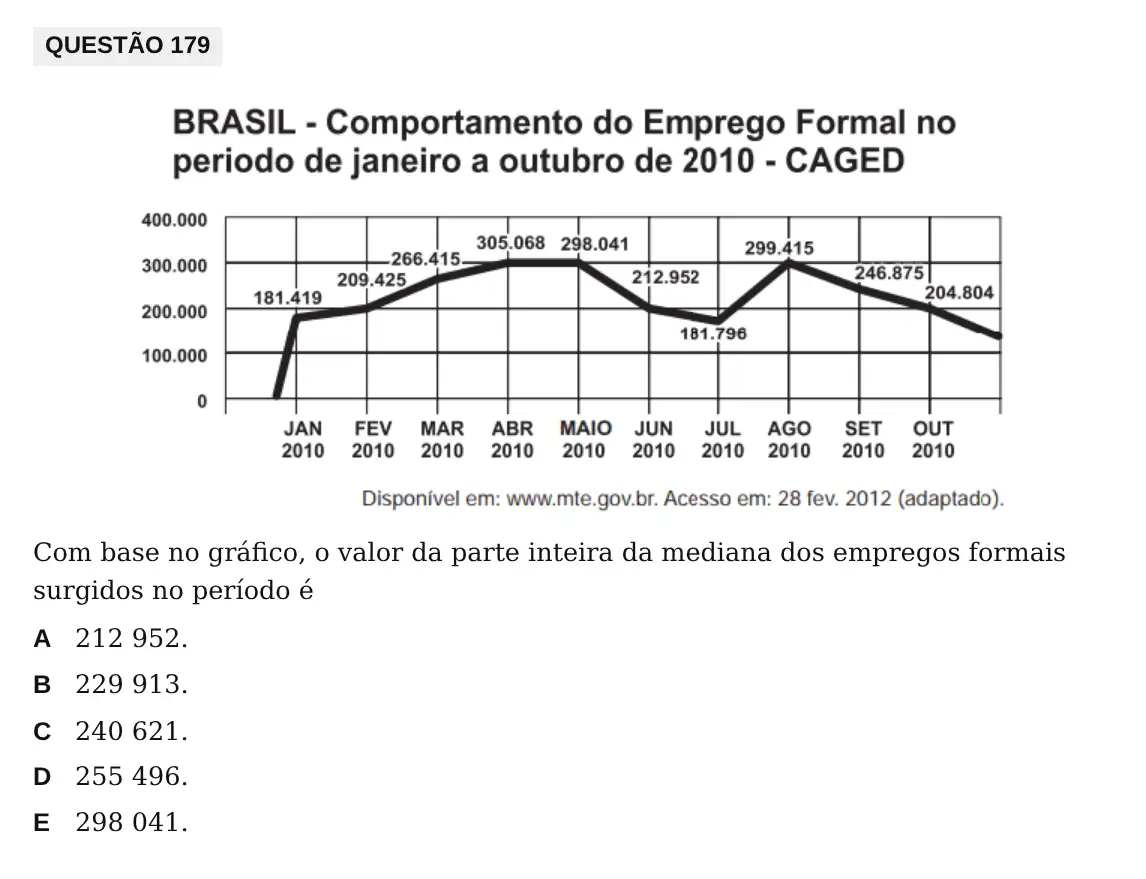 QUESTÃO 179
BRASIL - Comportamento do Emprego Formal no
periodo de janeiro a outubro de 2010 - CAGED
400.000
300.000
200.000
100.000
0
181.419
209.425
266.415
305.068
298.041
212.952
181.796
299.415
246.875
204.804
JAN FEV MAR ABR MAIO JUN JUL AGO SET OUT
2010 2010 2010 2010 2010 2010 2010 2010 2010 2010
Disponível em: www.mte.gov.br. Acesso em: 28 fev. 2012 (adaptado).
Com base no gráfico, o valor da parte inteira da mediana dos empregos formais
surgidos no período é
A 212 952.
B 229 913.
C 240 621.
D 255 496.
E 298 041.